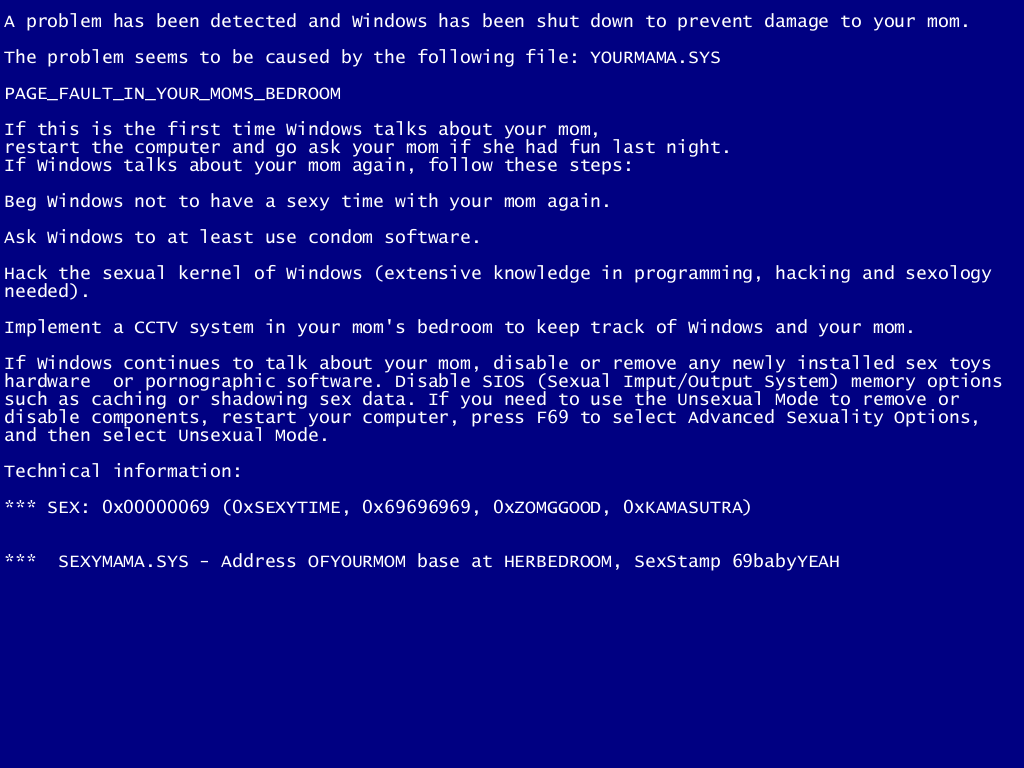 A problem has been detected and Windows has been shut down to prevent damage to your mom.
The problem seems to be caused by the following file: YOURMAMA.SYS
PAGE_FAULT_IN_YOUR_MOMS_BEDROOM
If this is the first time Windows talks about your mom,
restart the computer and go ask your mom if she had fun last night.
If Windows talks about your mom again, follow these steps:
Beg Windows not to have a sexy time with your mom again.
Ask Windows to at least use condom software.
Hack the sexual kernel of Windows (extensive knowledge in programming, hacking and sexology
needed).
Implement a CCTV system in your mom's bedroom to keep track of Windows and your mom.
If Windows continues to talk about your mom, disable or remove any newly installed sex toys
hardware  or pornographic software. Disable SIOS (Sexual Imput/Output System) memory options
such as caching or shadowing sex data. If you need to use the Unsexual Mode to remove or
disable components, restart your computer, press F69 to select Advanced Sexuality Options,
and then select Unsexual Mode.
Technical information:
*** SEX: 0x00000069 (0xSEXYTIME, 0x69696969, 0xZOMGGOOD, 0xKAMASUTRA)
***  SEXYMAMA.SYS - Address OFYOURMOM base at HERBEDROOM, SexStamp 69babyYEAH